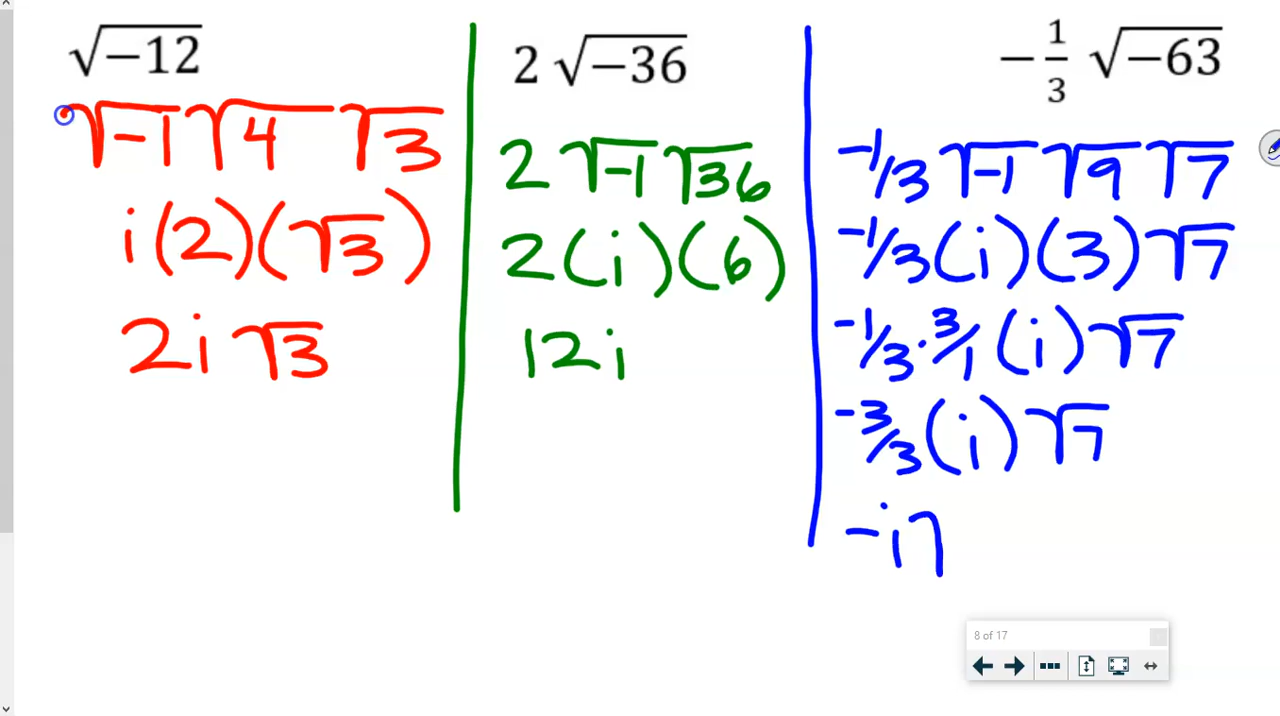 √−12
√-1 √4 √3
i(2)(√3)
2i√3
2 √−36
2 √-1 √36
2(i)(6)
12i
− 1/3 √−63
-1/3 √-1 √9 √7
-1/3(i)(3)√7
-1/3 · 3/1 (i)√7
-3/3(i)√7
-i
8 of 17